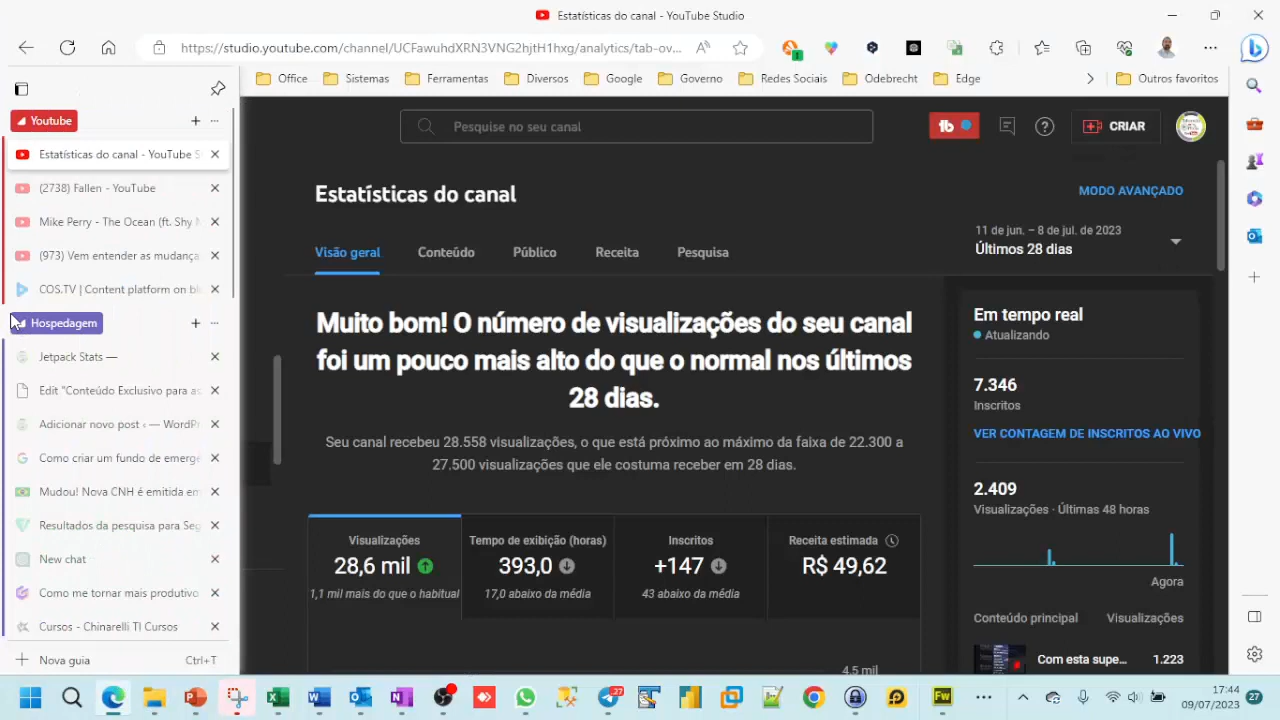 Estatísticas do canal - YouTube Studio
https://studio.youtube.com/channel/UCFawuhdXRN3VNG2hjtH1hxg/analytics/tab-ov...
Office
Sistemas
Ferramentas
Diversos
Google
Governo
Redes Sociais
Odebrecht
Edge
Outros favoritos
Youtube
Estatísticas do canal - YouTube S
(2738) Fallen - YouTube
Mike Perry - The Ocean (ft. Shy M
(973) Vem entender as mudança
COS.TV | Content platform on blo
Hospedagem
Jetpack Stats —
Edit "Conteúdo Exclusivo para as
Adicionar novo post ‹ — WordPr
Como criar um fundo de emerge
Mudou! Nova CNH é emitida em
Resultados da pesquisa para Seg
New chat
Como me tornar mais produtivo
Cursos - Chinarelli TI Cursos
Nova guia
Ctrl+T
Pesquise no seu canal
tb
CRIAR
Estatísticas do canal
MODO AVANÇADO
11 de jun. – 8 de jul. de 2023
Últimos 28 dias
Visão geral
Conteúdo
Público
Receita
Pesquisa
Muito bom! O número de visualizações do seu canal
foi um pouco mais alto do que o normal nos últimos
28 dias.
Seu canal recebeu 28.558 visualizações, o que está próximo ao máximo da faixa de 22.300 a
27.500 visualizações que ele costuma receber em 28 dias.
Visualizações
28,6 mil
1,1 mil mais do que o habitual
Tempo de exibição (horas)
393,0
17,0 abaixo da média
Inscritos
+147
43 abaixo da média
Receita estimada
R$ 49,62
4,5 mil
Em tempo real
Atualizando
7.346
Inscritos
VER CONTAGEM DE INSCRITOS AO VIVO
2.409
Visualizações · Últimas 48 horas
Agora
Conteúdo principal
Visualizações
Com esta supe...
1.223
27
Fw
17:44
09/07/2023
27